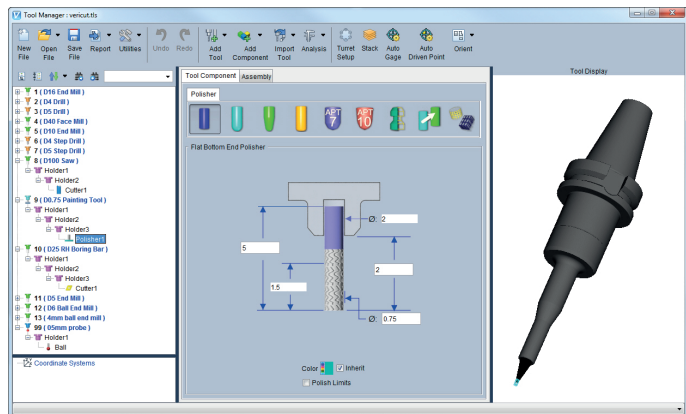 Tool Manager : vericut.tls
New File
Open File
Save File
Report
Utilities
Undo
Redo
Add Tool
Add Component
Import Tool
Analysis
Turret Setup
Stack
Auto Gage
Auto Driven Point
Orient
1 ( D16 End Mill )
2 ( D4 Drill )
3 ( D5 Drill )
4 ( D40 Face Mill )
5 ( D10 End Mill )
6 ( D4 Step Drill )
7 ( D5 Step Drill )
8 ( D100 Saw )
Holder1
Holder2
Cutter1
9 ( D0.75 Painting Tool )
Holder1
Holder2
Holder3
Polisher1
10 ( D25 RH Boring Bar )
Holder1
Holder2
Holder3
Cutter1
11 ( D5 End Mill )
12 ( D6 Ball End Mill )
13 ( 4mm ball end mill )
99 ( 05mm probe )
Holder1
Ball
Coordinate Systems
Tool Component
Assembly
Polisher
APT 7
APT 10
Flat Bottom End Polisher
Ø: 2
5
2
1.5
Ø: 0.75
Color : Inherit
Polish Limits
Tool Display